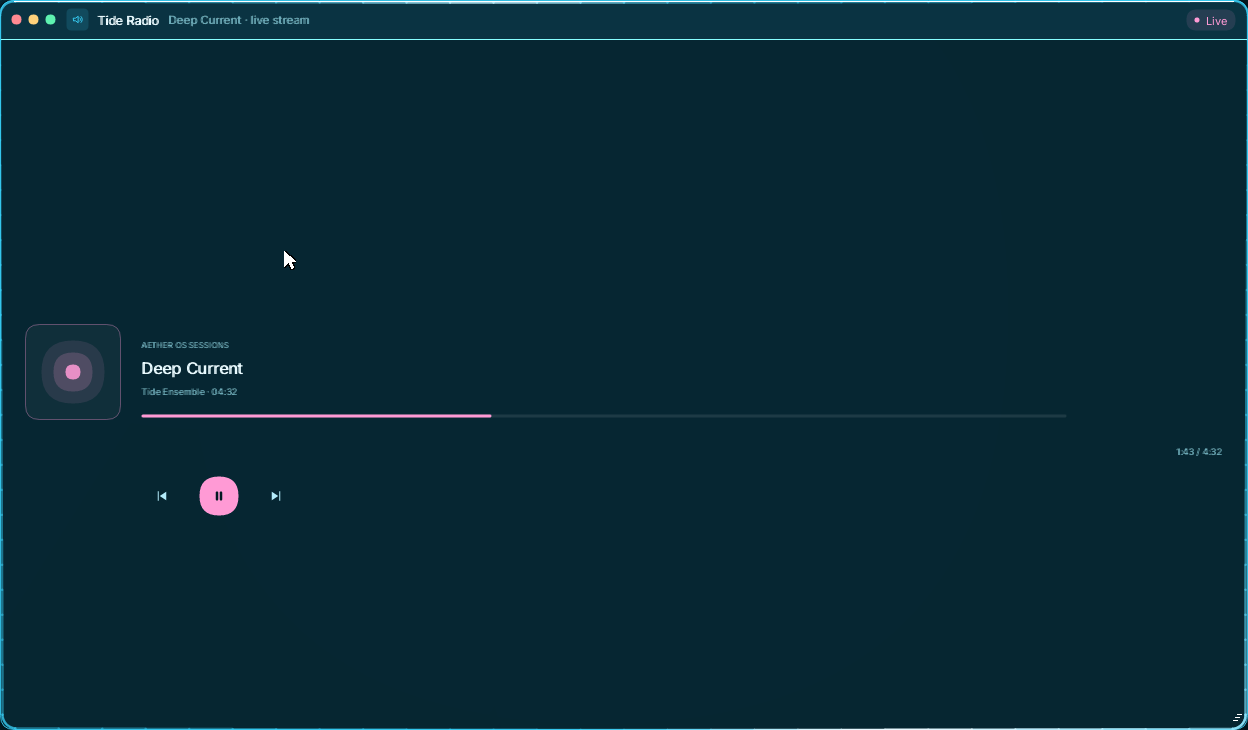 Tide Radio Deep Current · live stream Live
AETHER OS SESSIONS
Deep Current
Tide Ensemble · 04:32
1:43 / 4:32